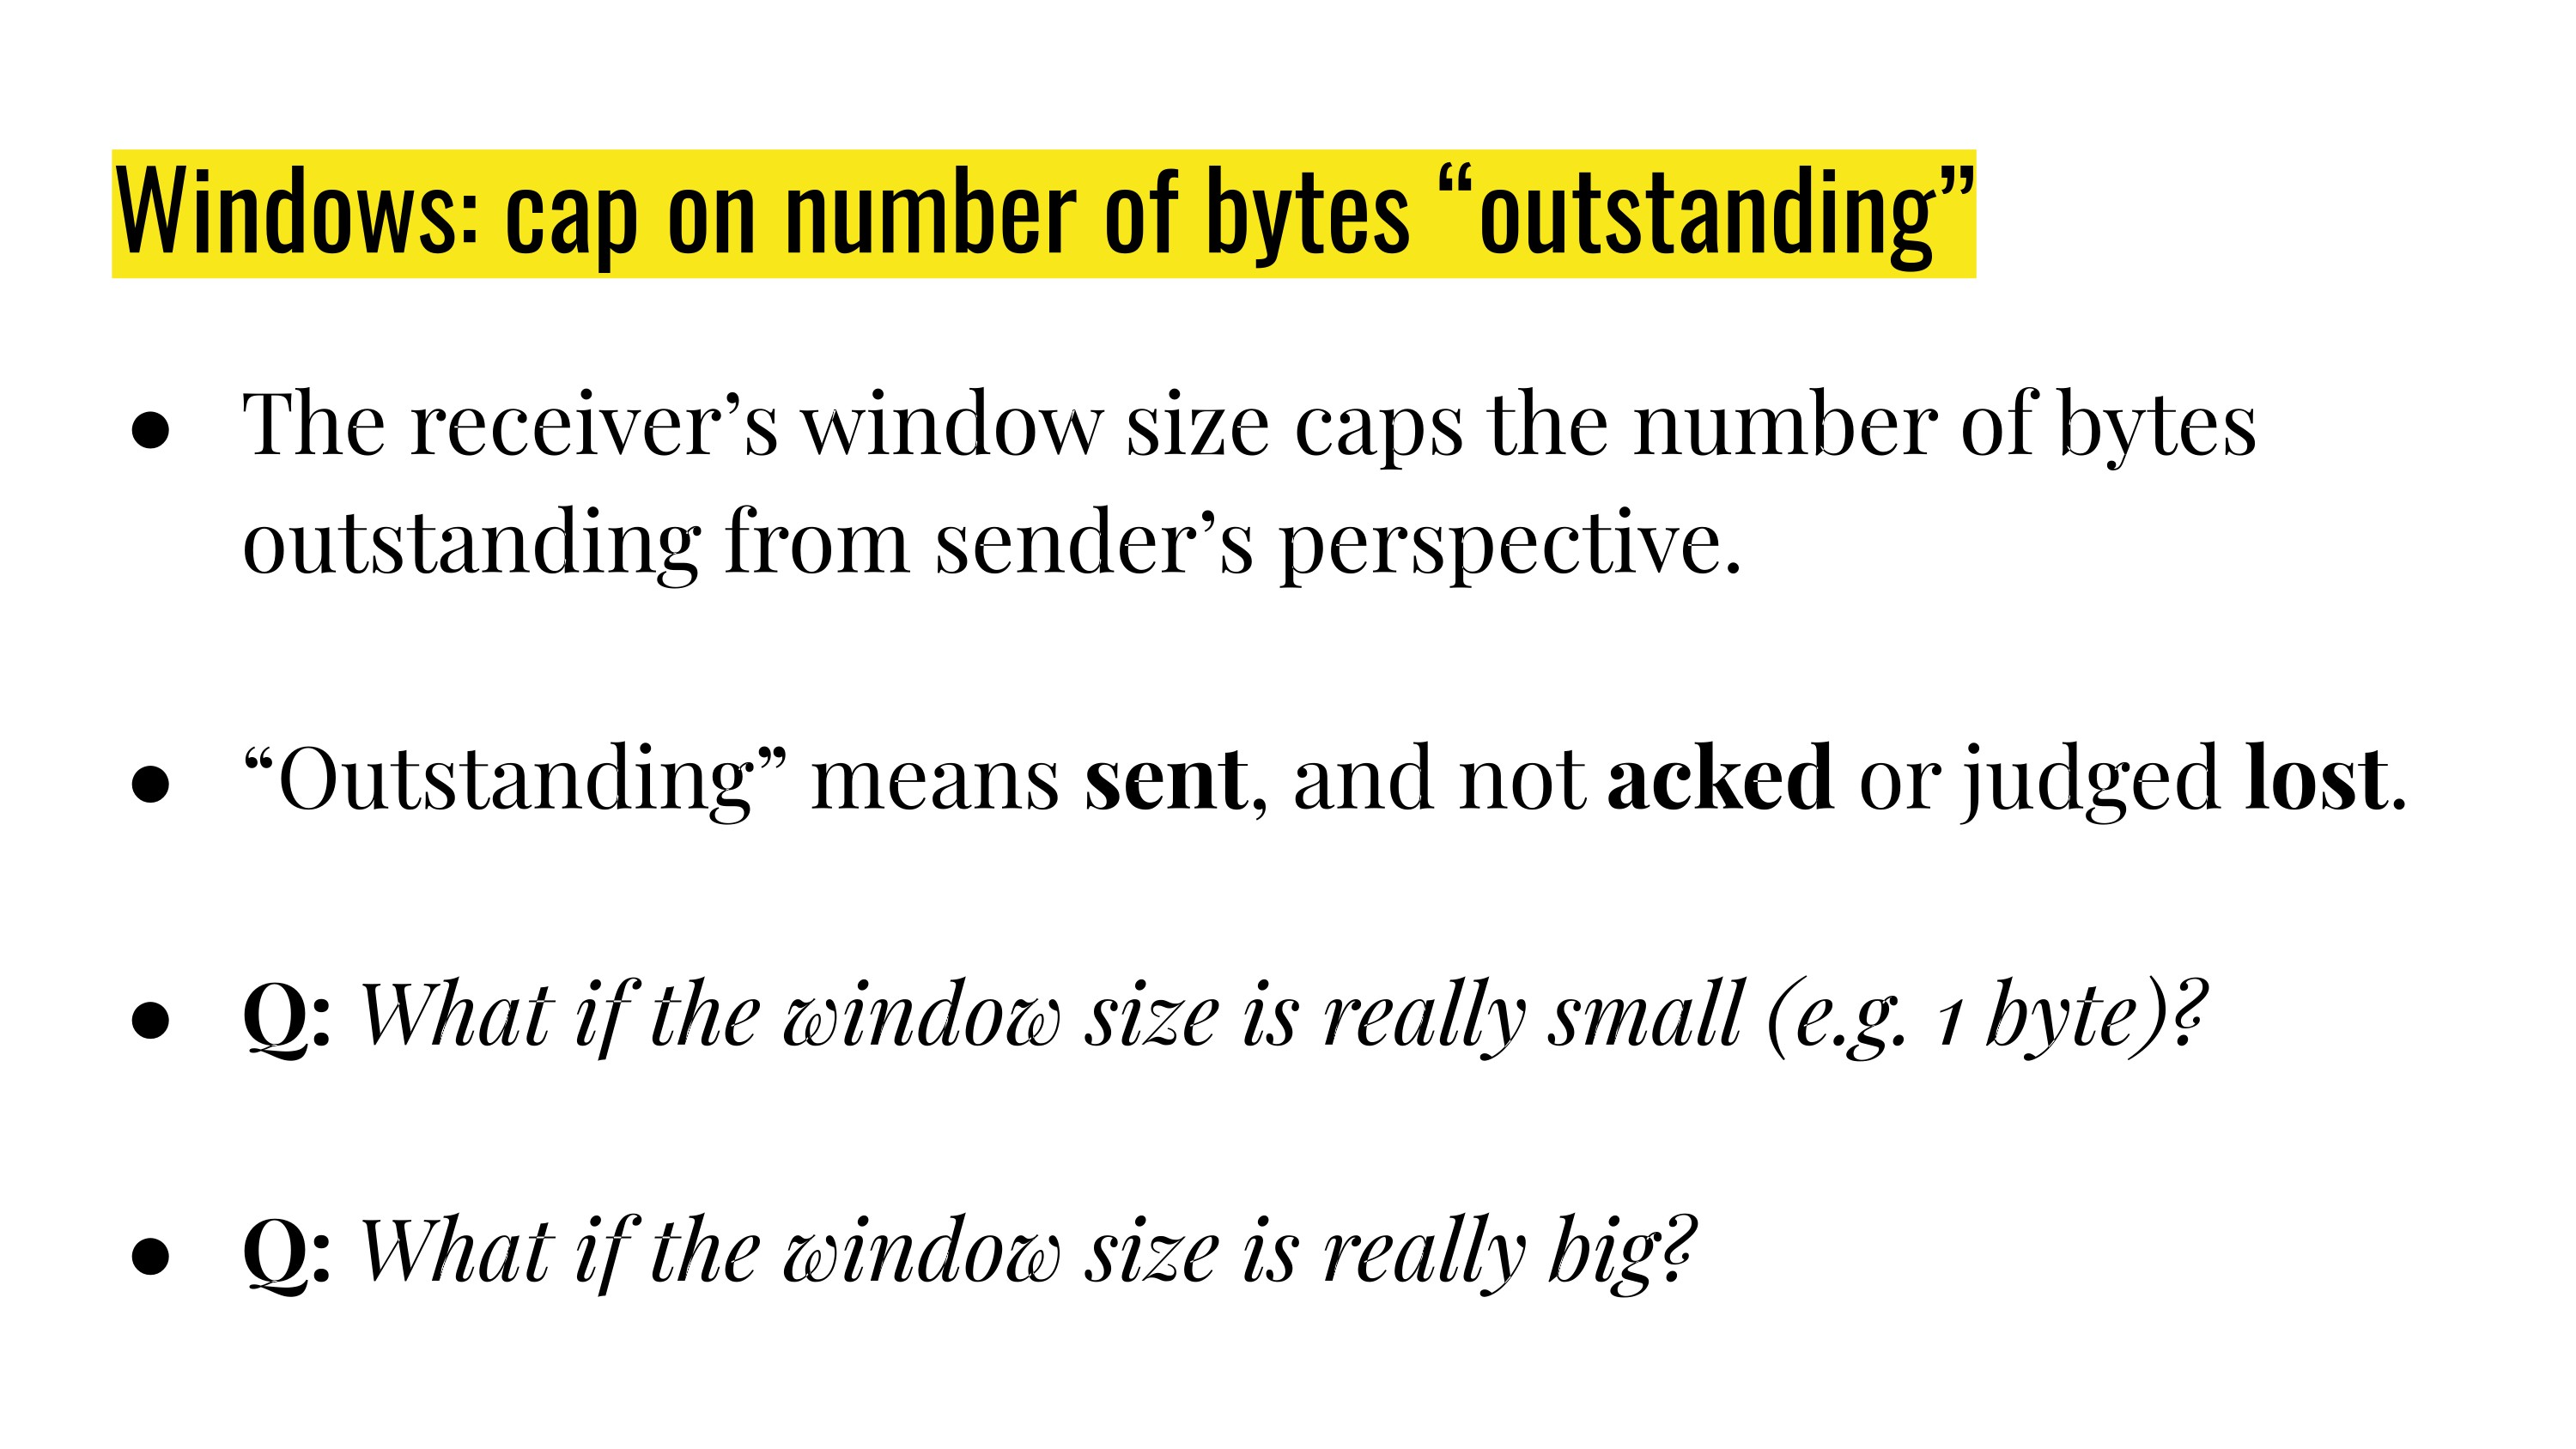 Windows: cap on number of bytes “outstanding”
● The receiver’s window size caps the number of bytes
outstanding from sender’s perspective.
● “Outstanding” means sent, and not acked or judged lost.
● Q: What if the window size is really small (e.g. 1 byte)?
● Q: What if the window size is really big?